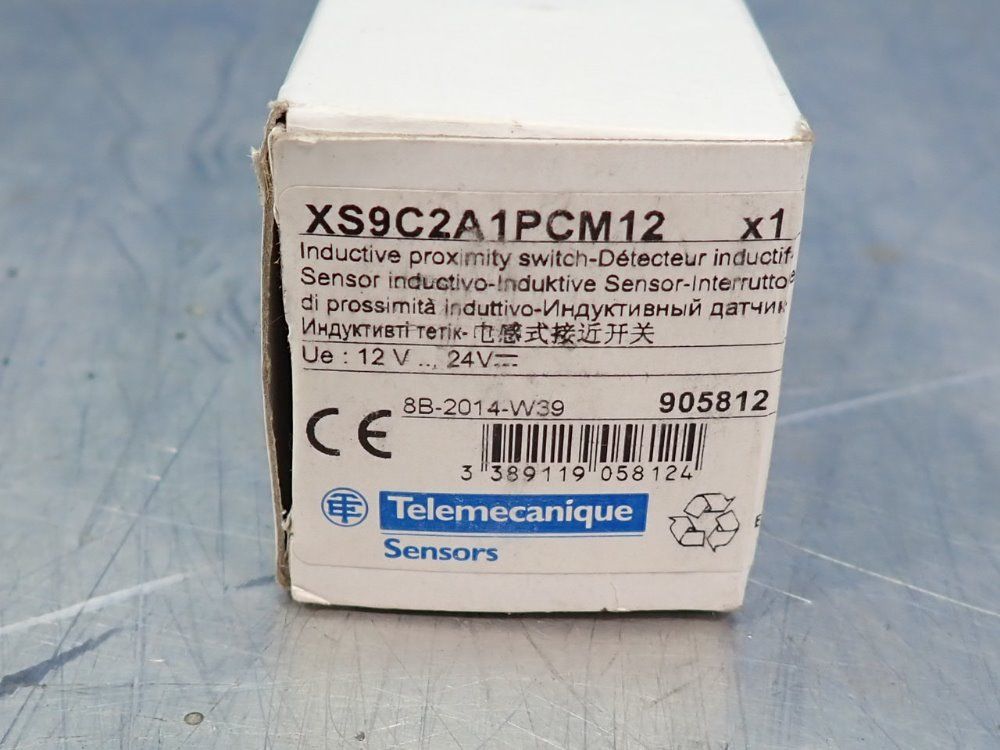 XS9C2A1PCM12 x1
Inductive proximity switch-Détecteur inductif-
Sensor inductivo-Induktive Sensor-Interrutto
di prossimità induttivo-Индуктивный датчик
Индуктивті тетік-电感式接近开关
Ue : 12 V ... 24V⎓
8B-2014-W39 905812
CE
3 389119 058124
TE Telemecanique
Sensors